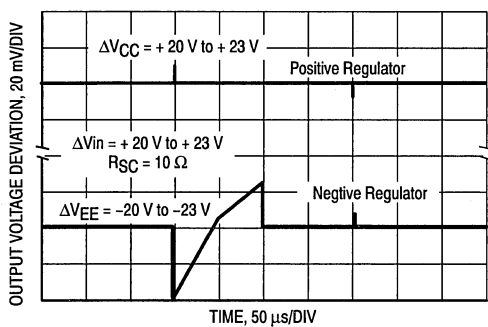 ΔVCC = + 20 V to + 23 V
Positive Regulator
ΔVin = + 20 V to + 23 V
RSC = 10 Ω
Negtive Regulator
ΔVEE = –20 V to –23 V
OUTPUT VOLTAGE DEVIATION, 20 mV/DIV
TIME, 50 μs/DIV